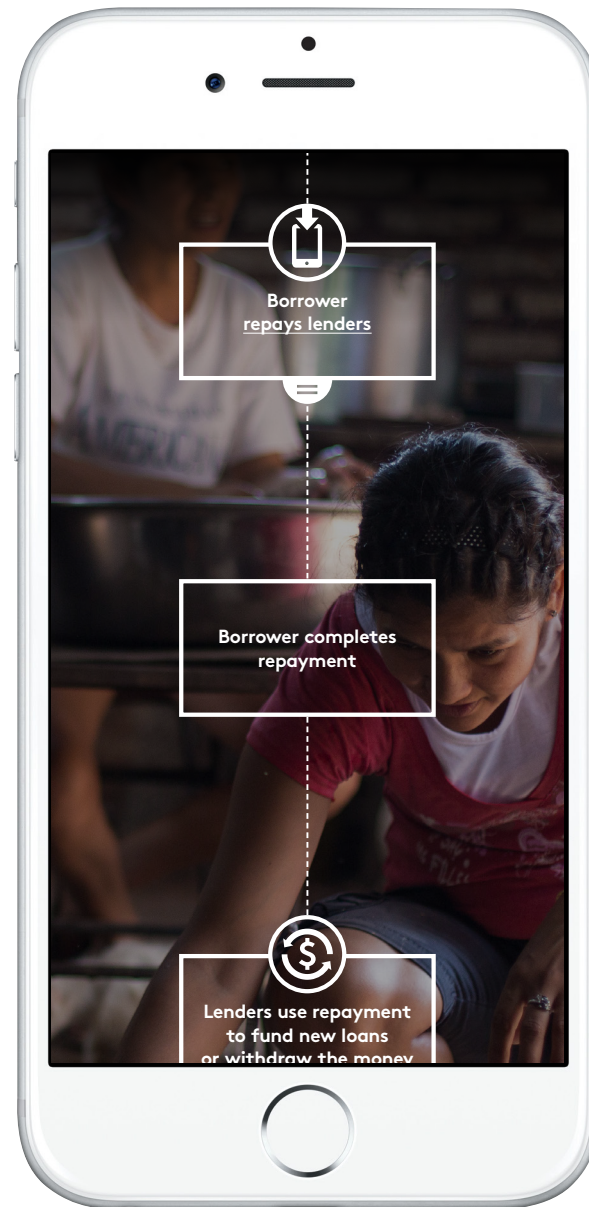 Borrower
repays lenders
Borrower completes
repayment
Lenders use repayment
to fund new loans
or withdraw the money